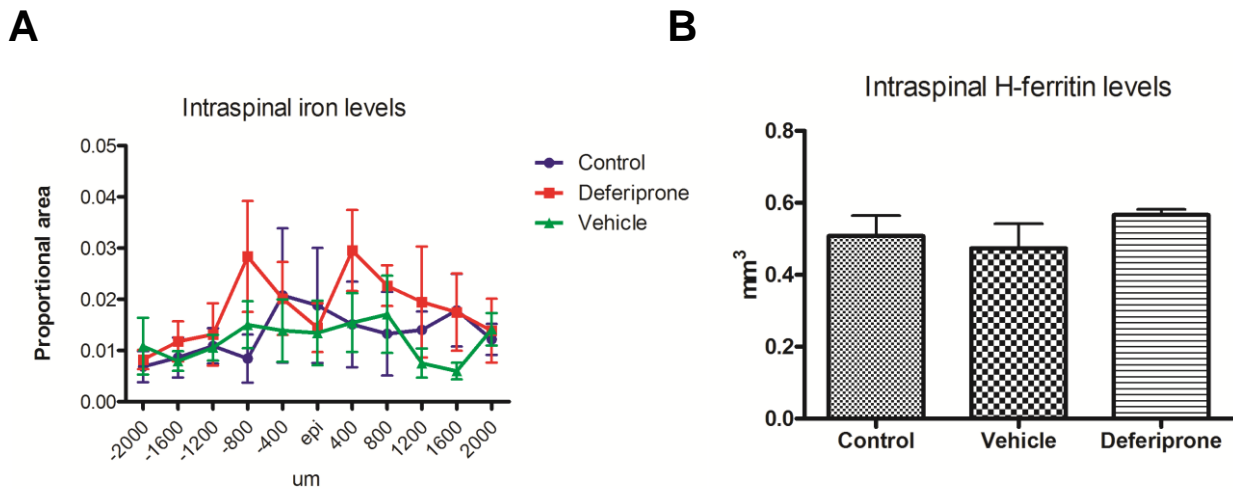 A
Intraspinal iron levels
Proportional area
0.05
0.04
0.03
0.02
0.01
0.00
-2000
-1600
-1200
-800
-400
epi
400
800
1200
1600
2000
um
Control
Deferiprone
Vehicle
B
Intraspinal H-ferritin levels
mm³
0.8
0.6
0.4
0.2
0.0
Control
Vehicle
Deferiprone